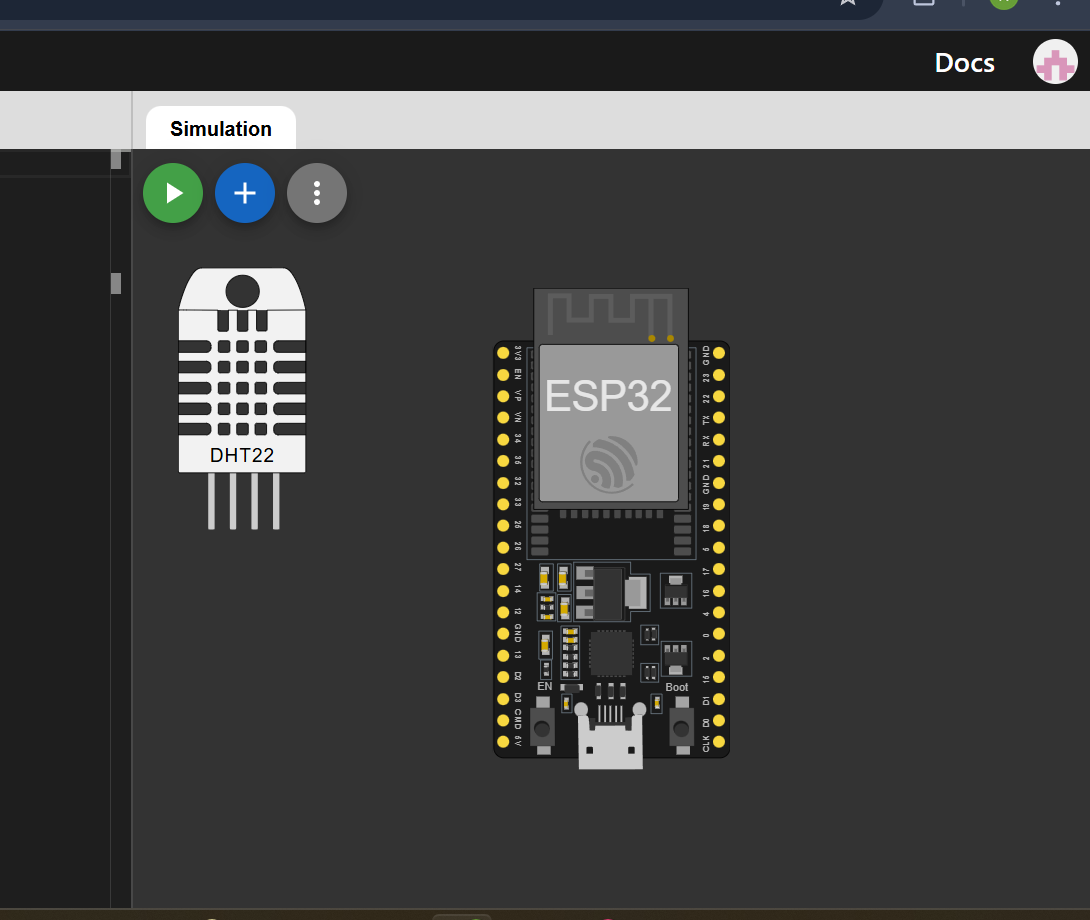 Docs
Simulation
DHT22
ESP32
3V3
EN
VP
VN
34
35
32
33
25
26
27
14
12
GND
13
D2
D3
CMD
5V
GND
23
22
TX
RX
21
GND
19
18
5
17
16
4
0
2
15
D1
D0
CLK
EN
Boot